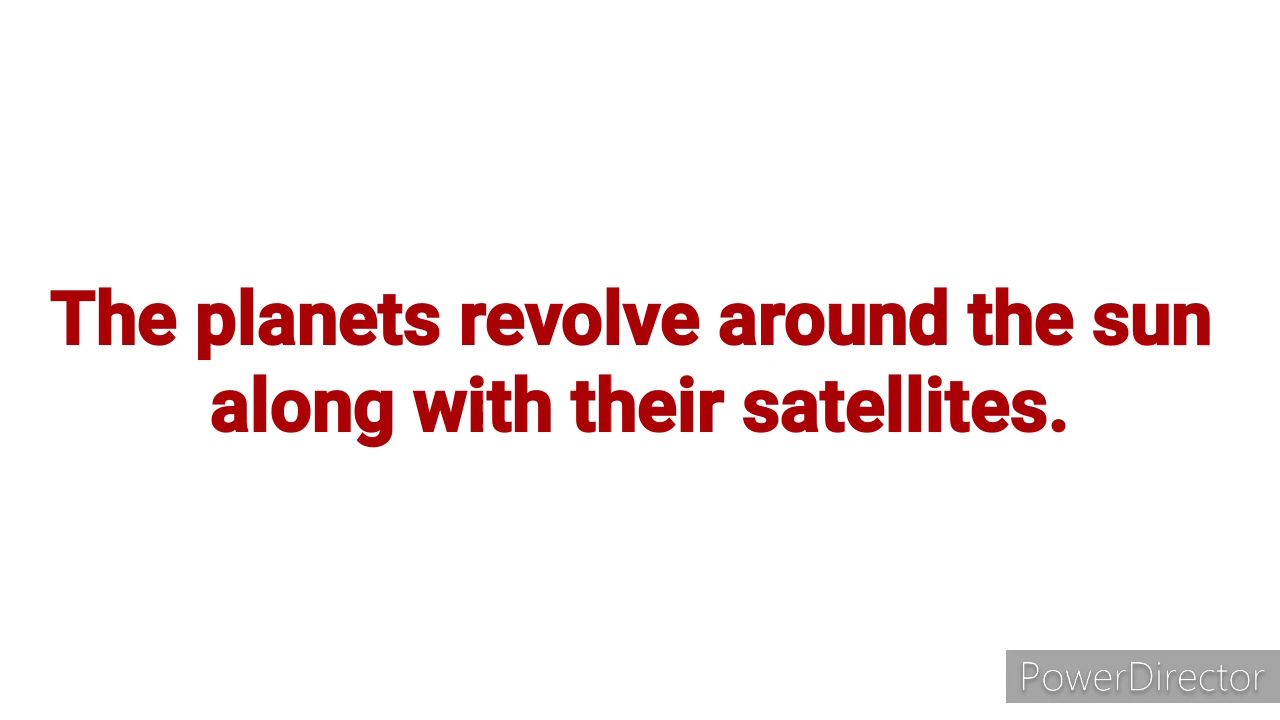 The planets revolve around the sun
along with their satellites.
PowerDirector